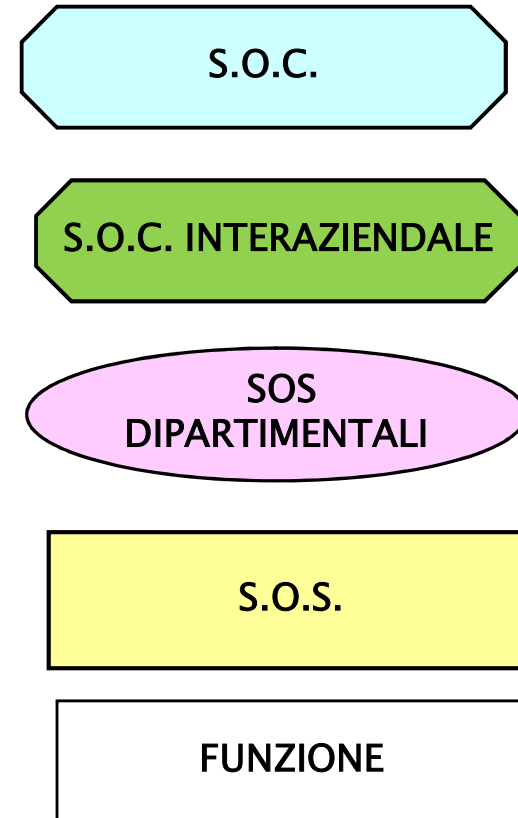 S.O.C.
S.O.C. INTERAZIENDALE
SOS
DIPARTIMENTALI
S.O.S.
FUNZIONE